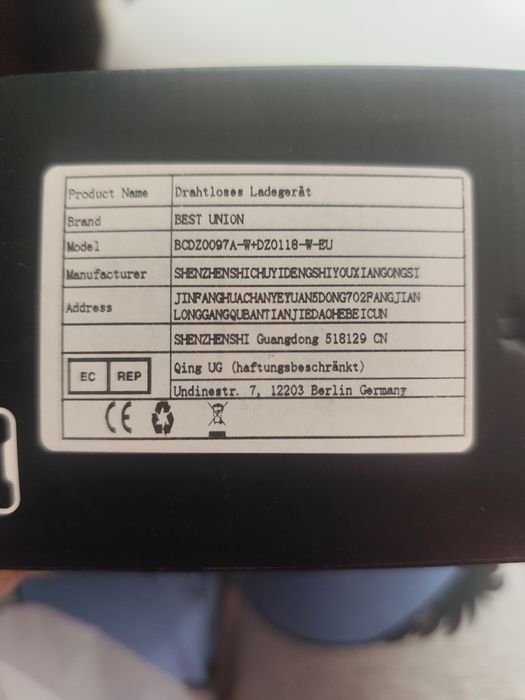 Product Name Drahtloses Ladegerät
Brand BEST UNION
Model BCDZ0097A-W+DZ0118-W-EU
Manufacturer SHENZHENSHICHUYIDENGSHIYOUXIANGONGSI
Address JINFANGHUACHANYEYUAN5DONG702FANGJIAN
LONGGANGQUBANTIANJIEDAOHEBEICUN
SHENZHENSHI Guangdong 518129 CN
EC REP Qing UG (haftungsbeschränkt)
Undinestr. 7, 12203 Berlin Germany
CE